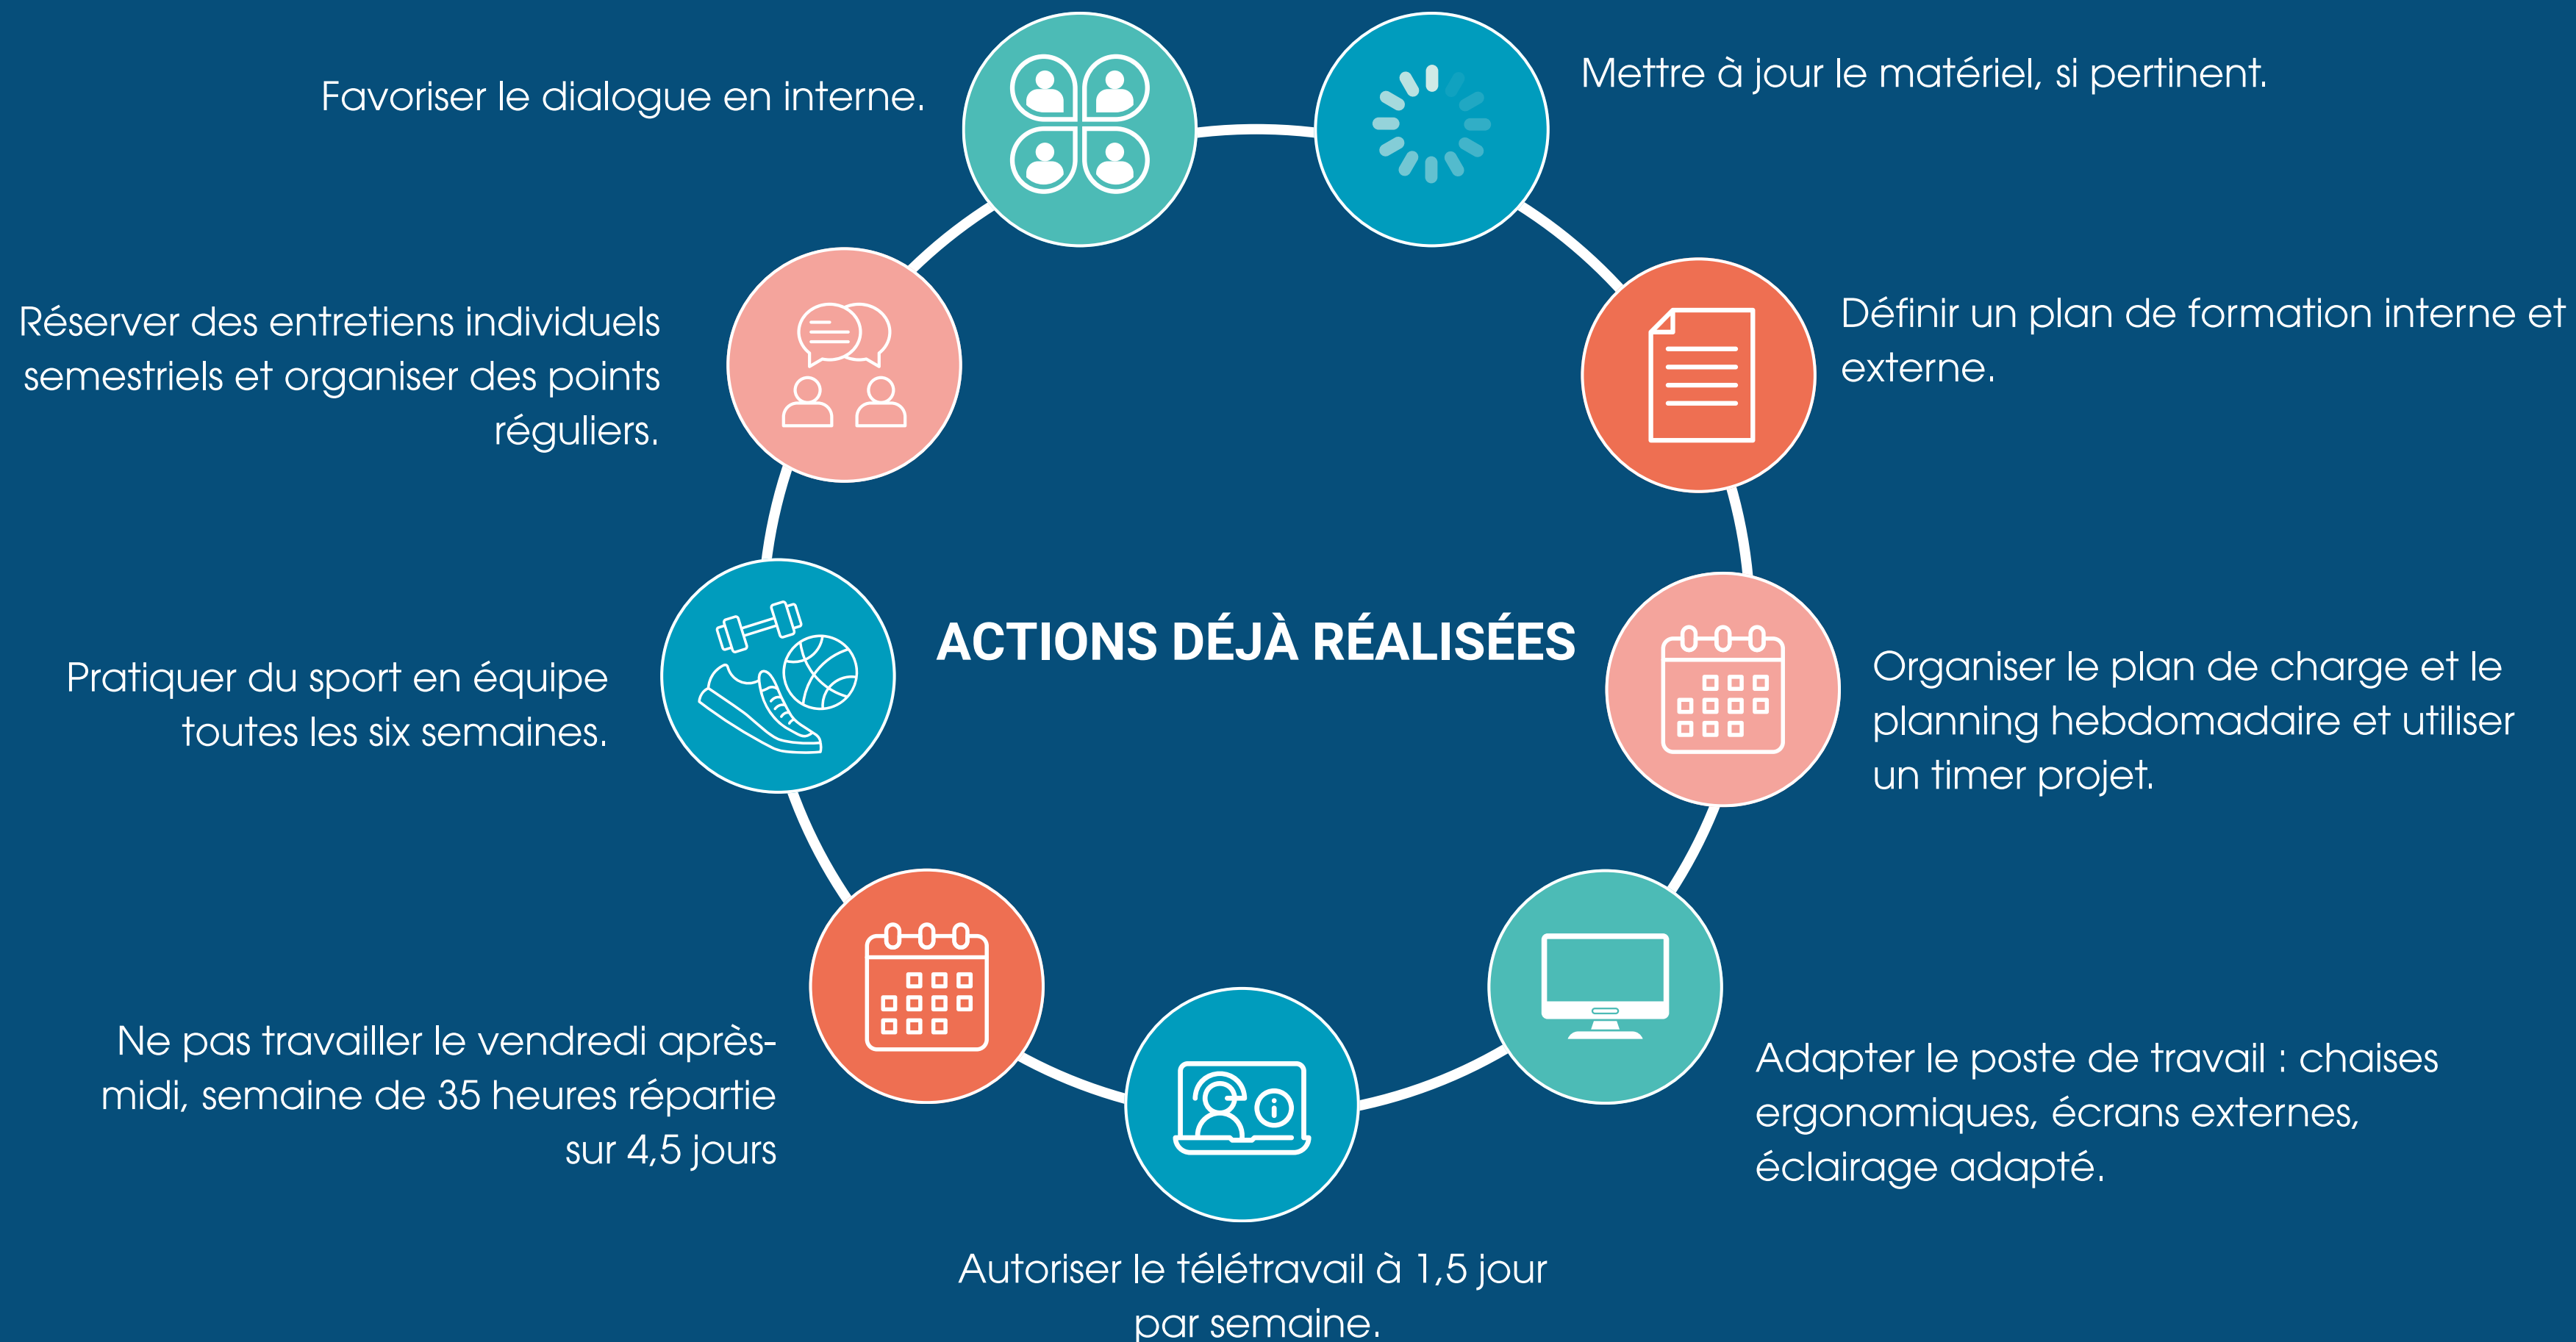 Favoriser le dialogue en interne.
Mettre à jour le matériel, si pertinent.
Définir un plan de formation interne et
externe.
Organiser le plan de charge et le
planning hebdomadaire et utiliser
un timer projet.
Adapter le poste de travail : chaises
ergonomiques, écrans externes,
éclairage adapté.
Autoriser le télétravail à 1,5 jour
par semaine.
Ne pas travailler le vendredi après-
midi, semaine de 35 heures répartie
sur 4,5 jours
Pratiquer du sport en équipe
toutes les six semaines.
Réserver des entretiens individuels
semestriels et organiser des points
réguliers.
ACTIONS DÉJÀ RÉALISÉES